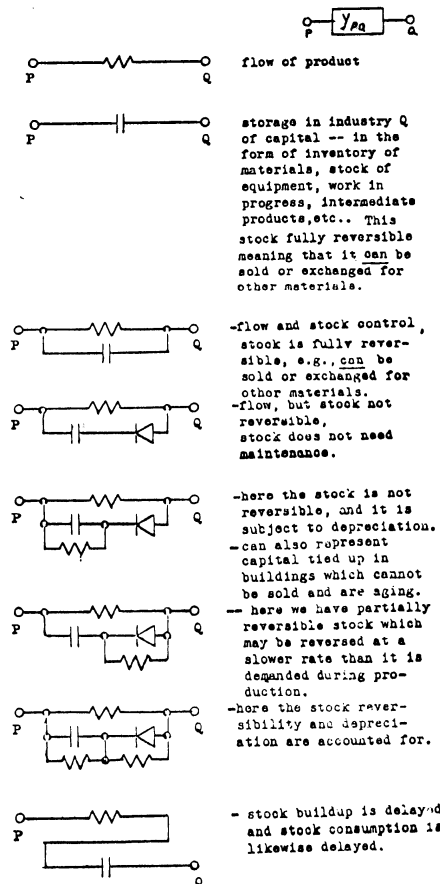 P Y_PQ Q
P Q flow of product
P Q storage in industry Q
of capital -- in the
form of inventory of
materials, stock of
equipment, work in
progress, intermediate
products,etc.. This
stock fully reversible
meaning that it can be
sold or exchanged for
other materials.
P Q -flow and stock control,
stock is fully rever-
sible, e.g., can be
sold or exchanged for
other materials.
P Q -flow, but stock not
reversible,
stock does not need
maintenance.
P Q -here the stock is not
reversible, and it is
subject to depreciation.
-can also represent
capital tied up in
buildings which cannot
be sold and are aging.
P Q -- here we have partially
reversible stock which
may be reversed at a
slower rate than it is
demanded during pro-
duction.
P Q -here the stock rever-
sibility and depreci-
ation are accounted for.
P - stock buildup is delayed
and stock consumption is
likewise delayed.
Q